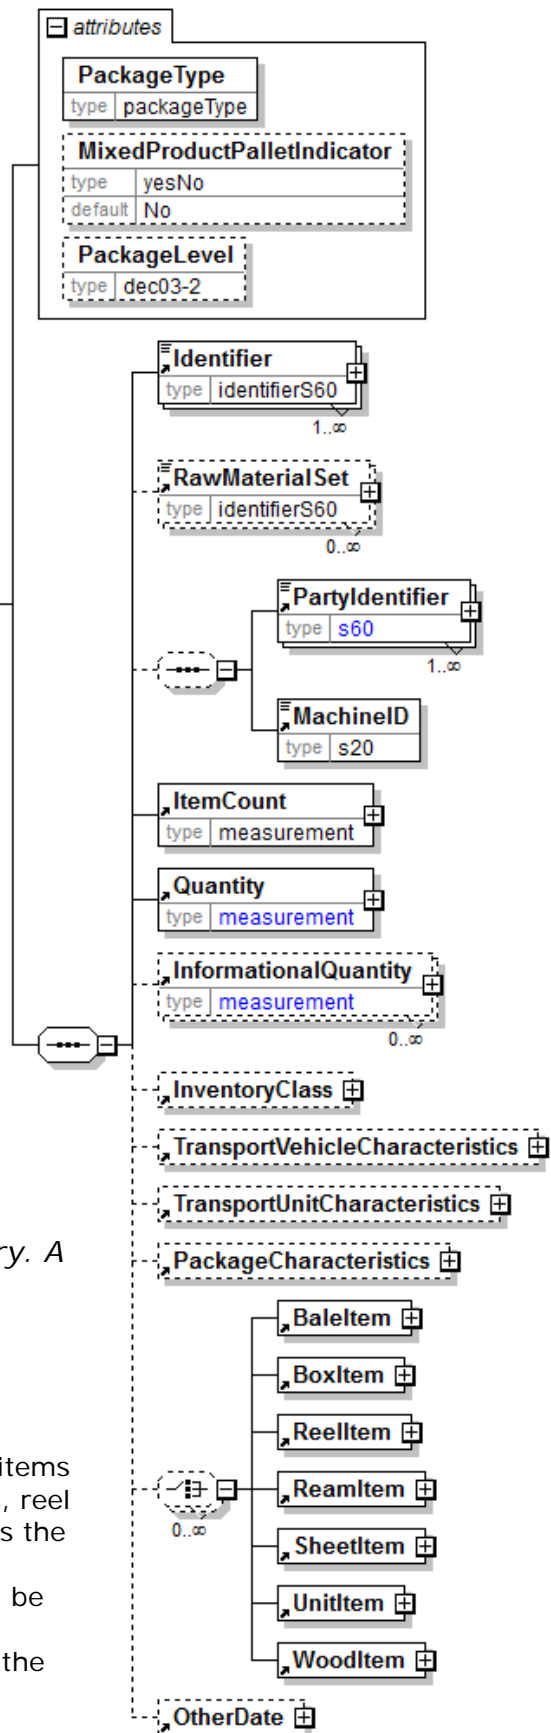 attributes
PackageType
type packageType
MixedProductPalletIndicator
type yesNo
default No
PackageLevel
type dec03-2
Identifier
type identifierS60
1..∞
RawMaterialSet
type identifierS60
0..∞
PartyIdentifier
type s60
1..∞
MachineID
type s20
ItemCount
type measurement
Quantity
type measurement
InformationalQuantity
type measurement
0..∞
InventoryClass
TransportVehicleCharacteristics
TransportUnitCharacteristics
ry. A
PackageCharacteristics
BaleItem
BoxItem
ReelItem
items
, reel
ReamItem
s the
0..∞
SheetItem
be
UnitItem
the
WoodItem
OtherDate